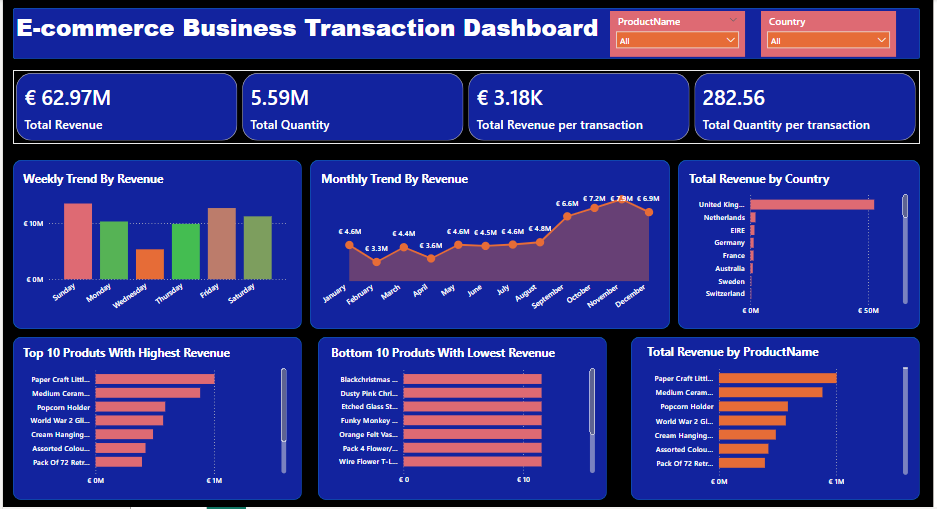 E-commerce Business Transaction Dashboard
ProductName
All
Country
All
€ 62.97M
Total Revenue
5.59M
Total Quantity
€ 3.18K
Total Revenue per transaction
282.56
Total Quantity per transaction
Weekly Trend By Revenue
€ 10M
€ 0M
Sunday
Monday
Wednesday
Thursday
Friday
Saturday
Monthly Trend By Revenue
€ 4.6M
€ 3.3M
€ 4.4M
€ 3.6M
€ 4.6M
€ 4.5M
€ 4.6M
€ 4.8M
€ 6.6M
€ 7.2M
€ 7.9M
€ 6.9M
January
February
March
April
May
June
July
August
September
October
November
December
Total Revenue by Country
United King...
Netherlands
EIRE
Germany
France
Australia
Sweden
Switzerland
€ 0M
€ 50M
Top 10 Produts With Highest Revenue
Paper Craft Littl...
Medium Ceram...
Popcorn Holder
World War 2 Gli...
Cream Hanging...
Assorted Colou...
Pack Of 72 Retr...
€ 0M
€ 1M
Bottom 10 Produts With Lowest Revenue
Blackchristmas ...
Dusty Pink Chri...
Etched Glass St...
Funky Monkey ...
Orange Felt Vas...
Pack 4 Flower/...
Wire Flower T-L...
€ 0
€ 10
Total Revenue by ProductName
Paper Craft Littl...
Medium Ceram...
Popcorn Holder
World War 2 Gli...
Cream Hanging...
Assorted Colou...
Pack Of 72 Retr...
€ 0M
€ 1M